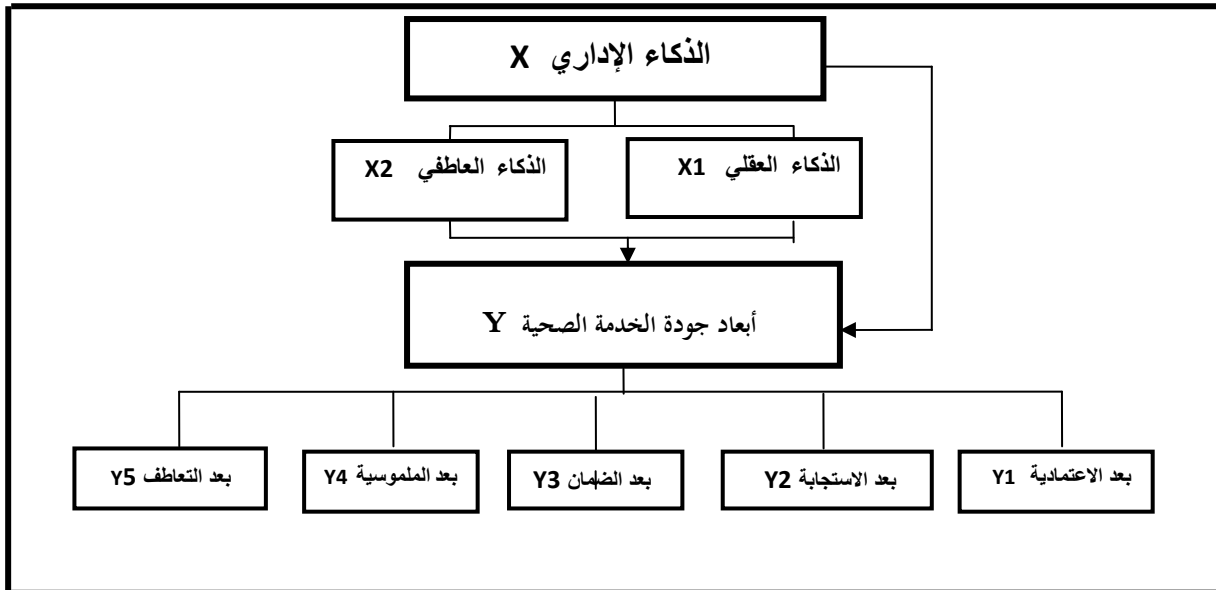 الذكاء الإداري X
الذكاء العقلي X1
الذكاء العاطفي X2
أبعاد جودة الخدمة الصحية Y
بعد الاعتمادية Y1
بعد الاستجابة Y2
بعد الضمان Y3
بعد الملموسية Y4
بعد التعاطف Y5